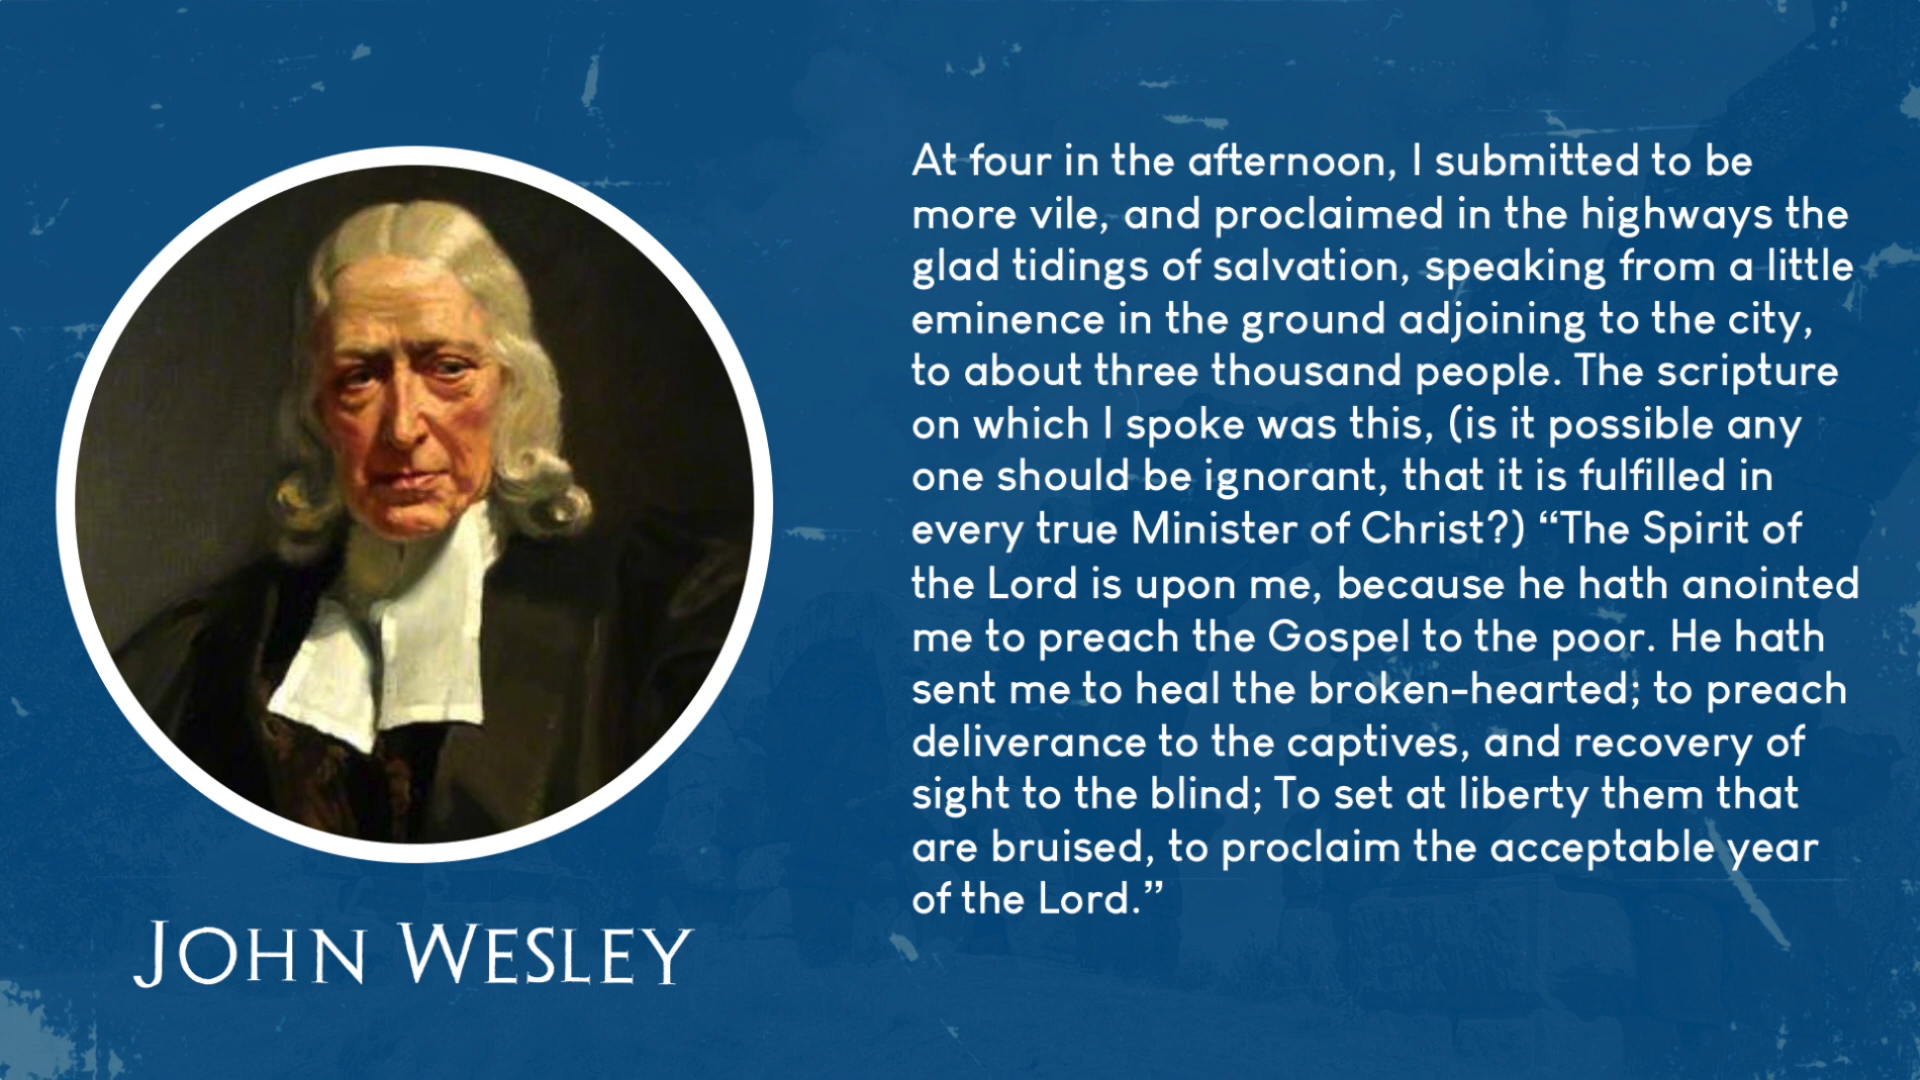 At four in the afternoon, I submitted to be
more vile, and proclaimed in the highways the
glad tidings of salvation, speaking from a little
eminence in the ground adjoining to the city,
to about three thousand people. The scripture
on which I spoke was this, (is it possible any
one should be ignorant, that it is fulfilled in
every true Minister of Christ?) “The Spirit of
the Lord is upon me, because he hath anointed
me to preach the Gospel to the poor. He hath
sent me to heal the broken-hearted; to preach
deliverance to the captives, and recovery of
sight to the blind; To set at liberty them that
are bruised, to proclaim the acceptable year
of the Lord.”
John Wesley